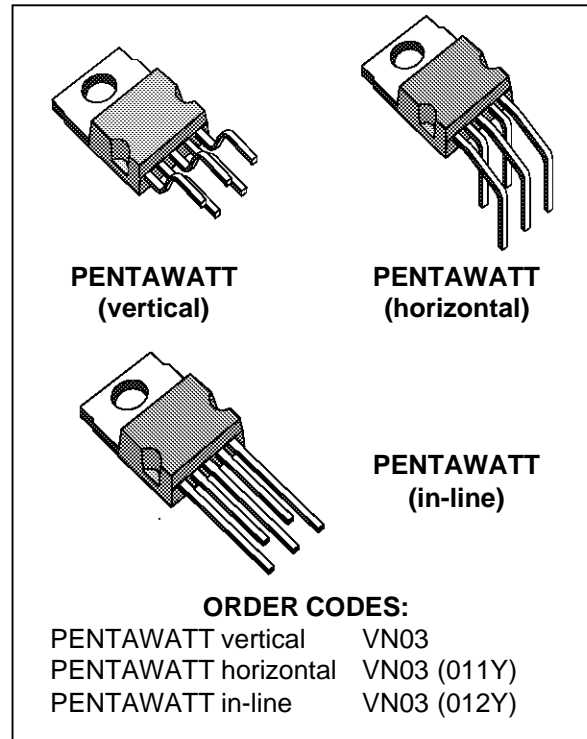 PENTAWATT
(vertical)
PENTAWATT
(horizontal)
PENTAWATT
(in-line)
ORDER CODES:
PENTAWATT vertical VN03
PENTAWATT horizontal VN03 (011Y)
PENTAWATT in-line VN03 (012Y)